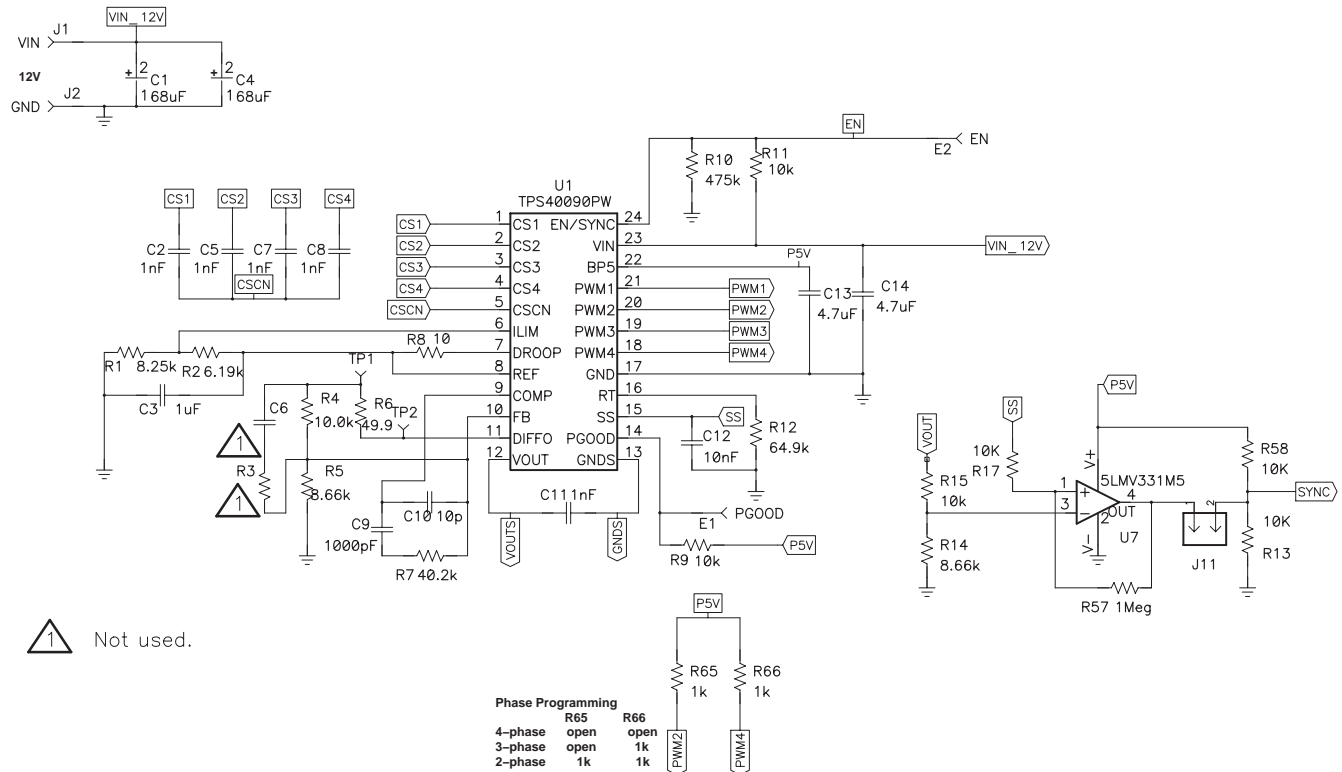 VIN_12V
J1
VIN
12V
2
C1
168uF
2
C4
168uF
GND
J2
EN
EN
E2
R10
475k
R11
10k
U1
TPS40090PW
CS1
CS2
CS3
CS4
C2
1nF
C5
1nF
C7
1nF
C8
1nF
CSCN
CS1 1 CS1 EN/SYNC 24
CS2 2 CS2 VIN 23 VIN_12V
CS3 3 CS3 BP5 22 P5V
CS4 4 CS4 PWM1 21 PWM1
CSCN 5 CSCN PWM2 20 PWM2
6 ILIM PWM3 19 PWM3
7 DROOP PWM4 18 PWM4
8 REF GND 17
9 COMP RT 16
10 FB SS 15 SS
11 DIFFO PGOOD 14
12 VOUT GNDS 13
C13
4.7uF
C14
4.7uF
R1 8.25k
R2 6.19k
R8 10
C3 1uF
TP1
C6
R4
10.0k
R6
49.9
TP2
1
R3
1
R5
8.66k
C12
10nF
R12
64.9k
C9
1000pF
C10 10p
R7 40.2k
C11 1nF
VOUTS
GNDS
E1
PGOOD
R9 10k
P5V
P5V
VOUT
SS
10K
R17
R15
10k
R14
8.66k
V+
5
LMV331M5
1
+
3
−
4
OUT
2
V−
U7
R57 1Meg
1
2
J11
R58
10K
SYNC
10K
R13
1 Not used.
P5V
R65
1k
R66
1k
PWM2
PWM4
Phase Programming
R65 R66
4–phase open open
3–phase open 1k
2–phase 1k 1k